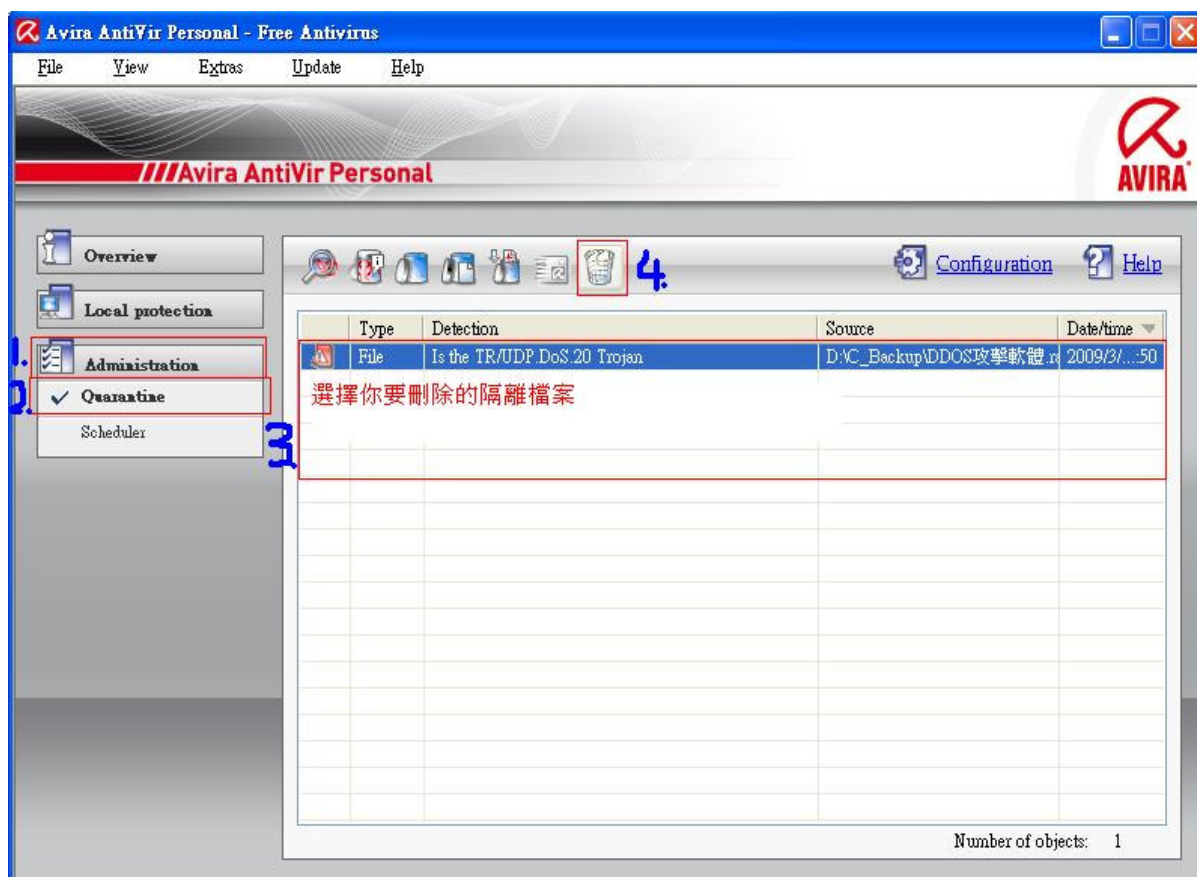 Avira AntiVir Personal - Free Antivirus
File View Extras Update Help
Avira AntiVir Personal
AVIRA
Overview
Local protection
1.
Administration
Quarantine
Scheduler
3.
4.
Configuration Help
Type Detection Source Date/time
File Is the TR/UDP.DoS.20 Trojan D:\C_Backup\DDOS攻擊軟體.r 2009/3/...:50
選擇你要刪除的隔離檔案
Number of objects: 1